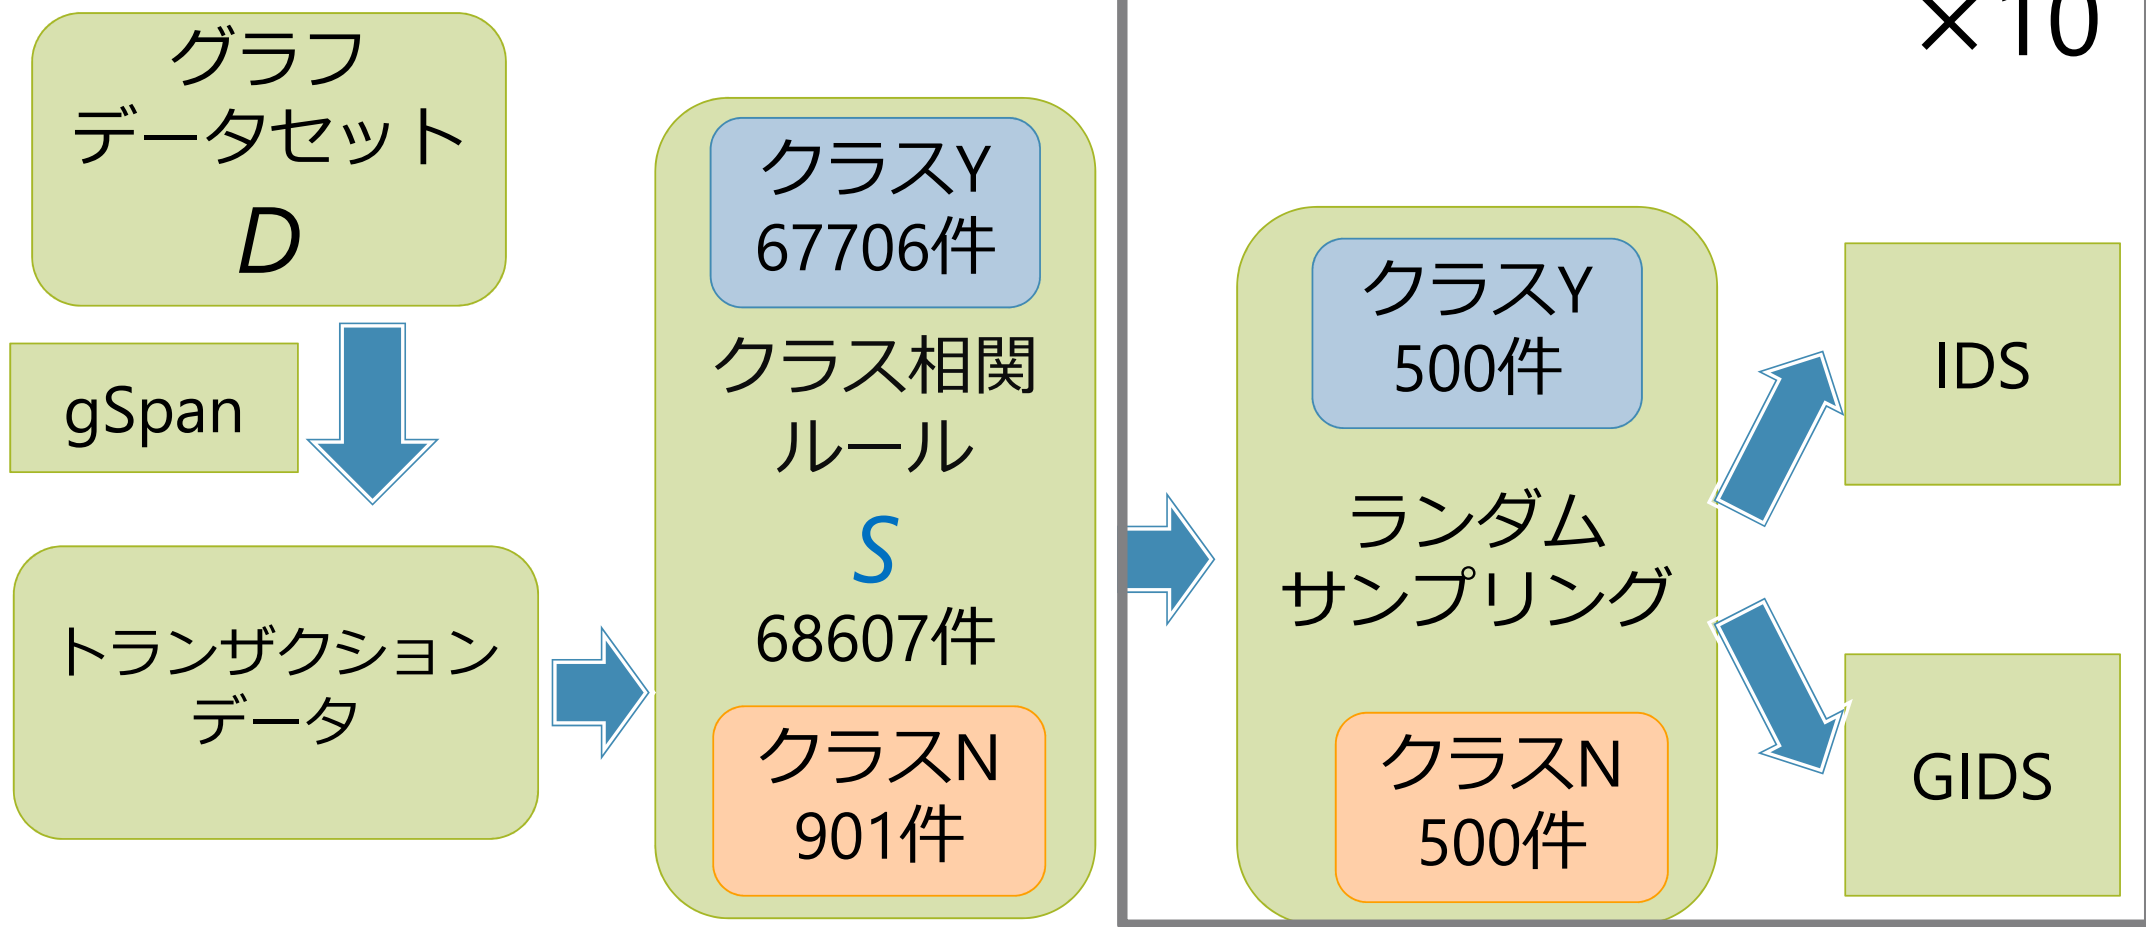 グラフ
データセット
D
gSpan
トランザクション
データ
クラスY
67706件
クラス相関
ルール
S
68607件
クラスN
901件
×10
クラスY
500件
ランダム
サンプリング
クラスN
500件
IDS
GIDS